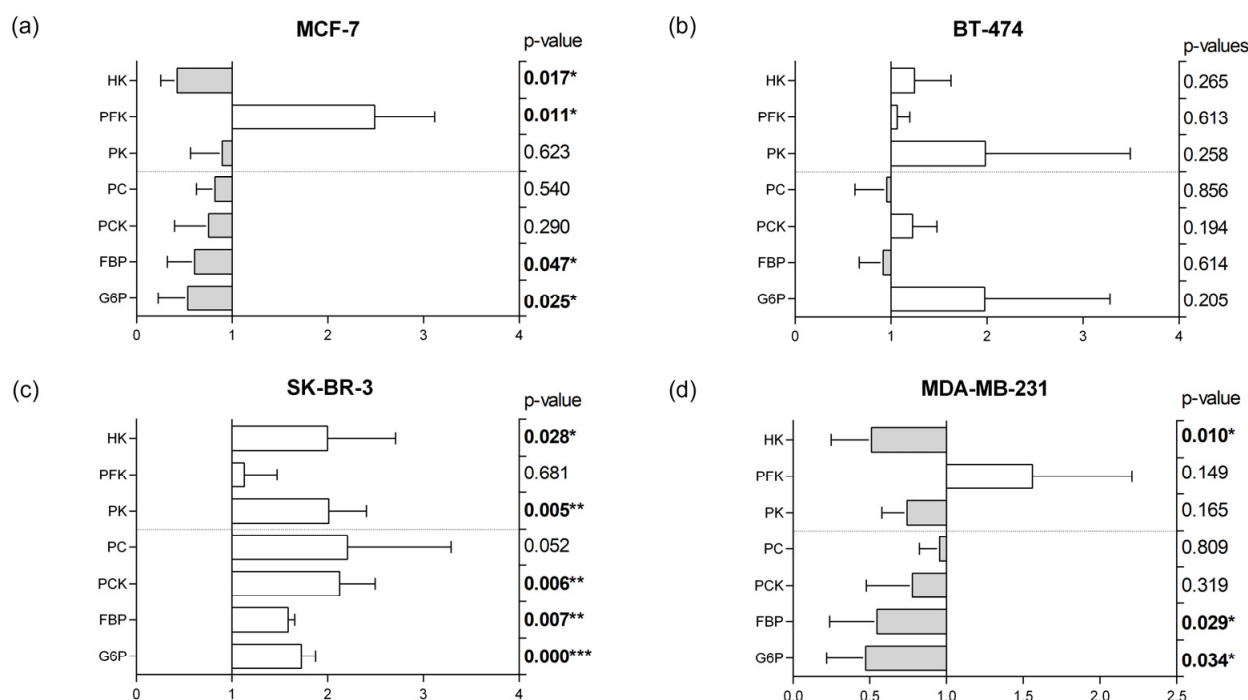 (a)
MCF-7
p-value
HK
0.017*
PFK
0.011*
PK
0.623
PC
0.540
PCK
0.290
FBP
0.047*
G6P
0.025*
0 1 2 3 4
(b)
BT-474
p-values
HK
0.265
PFK
0.613
PK
0.258
PC
0.856
PCK
0.194
FBP
0.614
G6P
0.205
0 1 2 3 4
(c)
SK-BR-3
p-value
HK
0.028*
PFK
0.681
PK
0.005**
PC
0.052
PCK
0.006**
FBP
0.007**
G6P
0.000***
0 1 2 3 4
(d)
MDA-MB-231
p-value
HK
0.010*
PFK
0.149
PK
0.165
PC
0.809
PCK
0.319
FBP
0.029*
G6P
0.034*
0.0 0.5 1.0 1.5 2.0 2.5